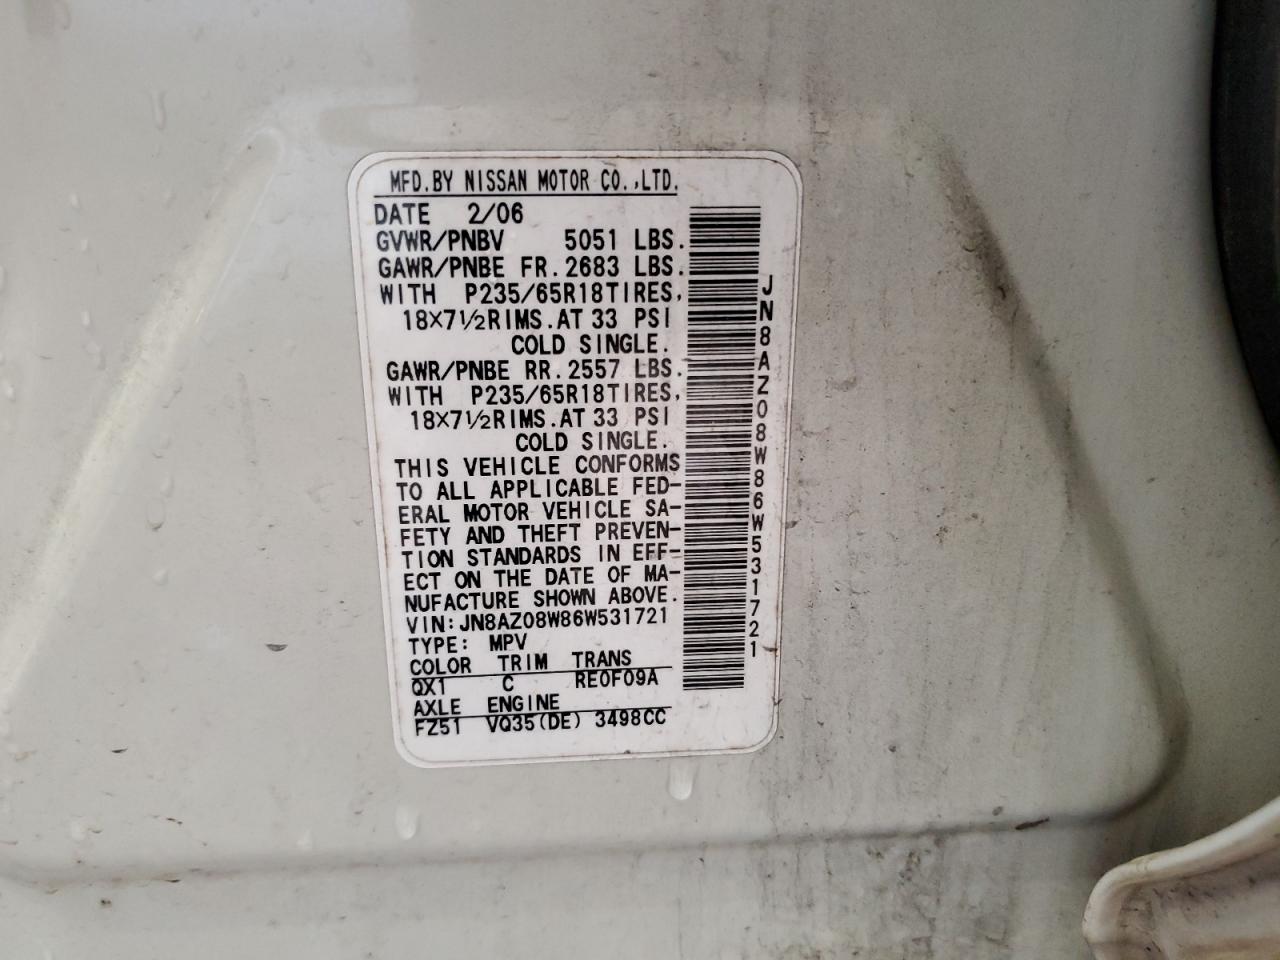 MFD.BY NISSAN MOTOR CO.,LTD.
DATE 2/06
GVWR/PNBV 5051 LBS.
GAWR/PNBE FR.2683 LBS.
WITH P235/65R18TIRES,
18X7½RIMS.AT 33 PSI
COLD SINGLE.
GAWR/PNBE RR.2557 LBS.
WITH P235/65R18TIRES,
18X7½RIMS.AT 33 PSI
COLD SINGLE.
THIS VEHICLE CONFORMS
TO ALL APPLICABLE FED-
ERAL MOTOR VEHICLE SA-
FETY AND THEFT PREVEN-
TION STANDARDS IN EFF-
ECT ON THE DATE OF MA-
NUFACTURE SHOWN ABOVE.
VIN:JN8AZ08W86W531721
TYPE: MPV
COLOR TRIM TRANS
QX1 C RE0F09A
AXLE ENGINE
FZ51 VQ35(DE) 3498CC
JN8AZ08W86W531721